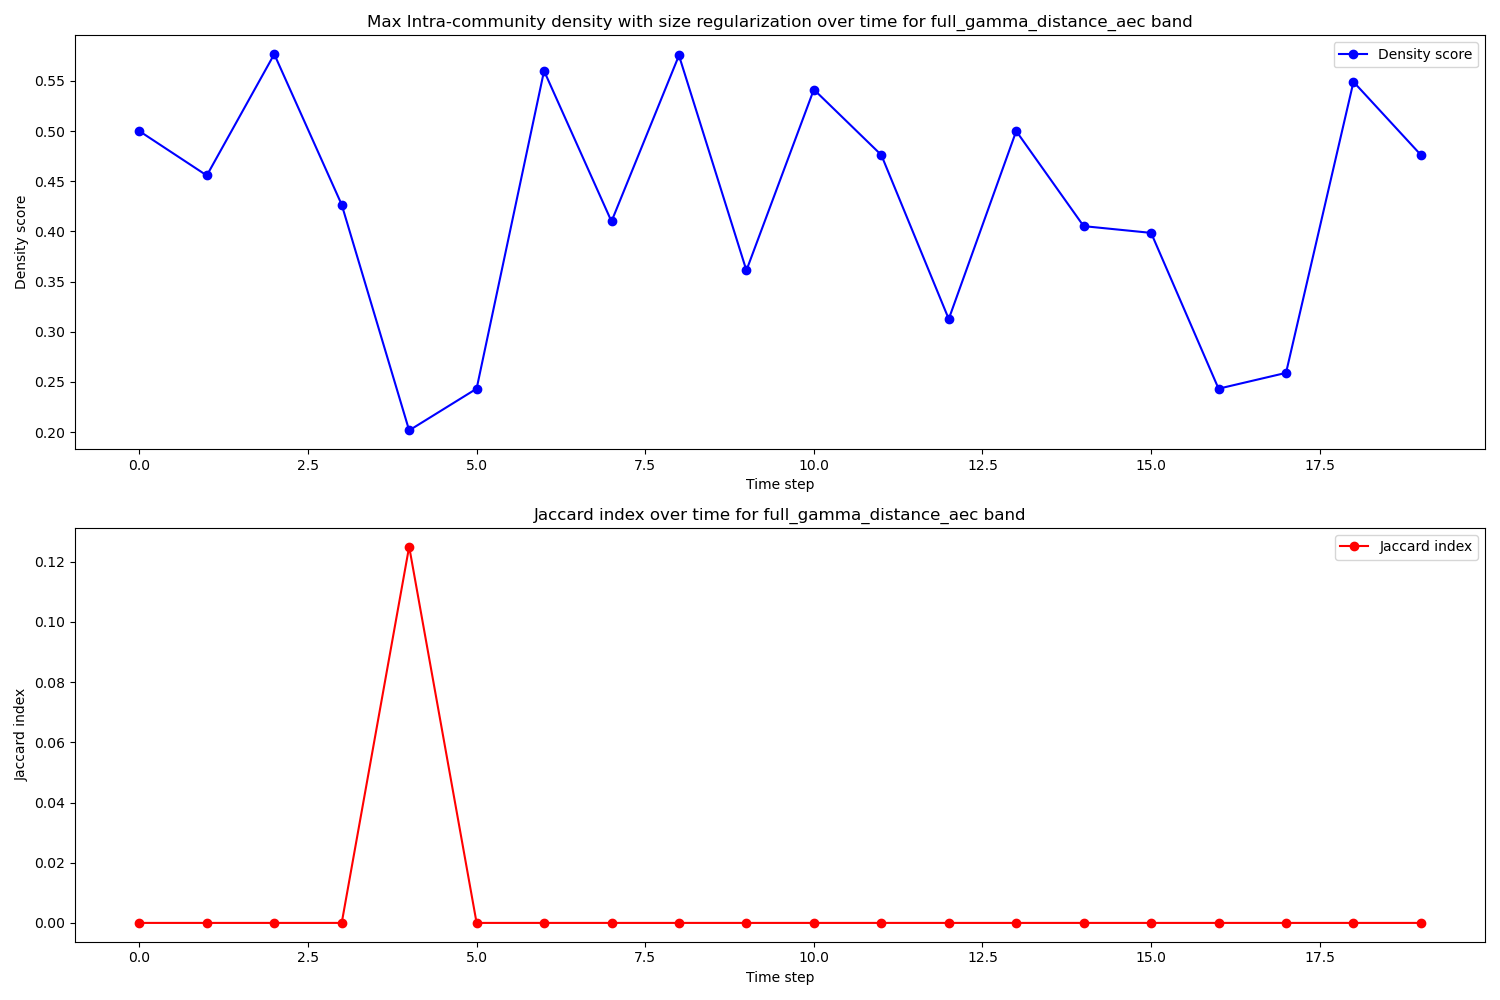 Max Intra-community density with size regularization over time for full_gamma_distance_aec band
Density score
0.55
0.50
0.45
0.40
0.35
0.30
0.25
0.20
Density score
0.0 2.5 5.0 7.5 10.0 12.5 15.0 17.5
Time step
Jaccard index over time for full_gamma_distance_aec band
Jaccard index
0.12
0.10
0.08
0.06
0.04
0.02
0.00
Jaccard index
0.0 2.5 5.0 7.5 10.0 12.5 15.0 17.5
Time step